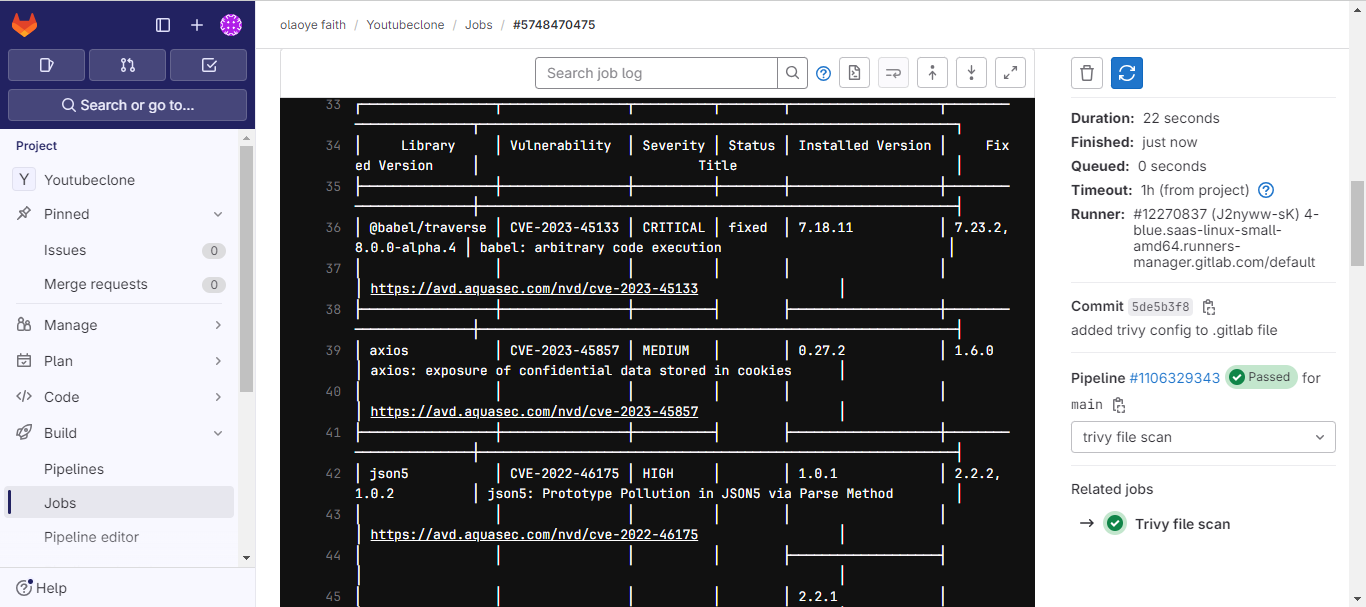 olaoye faith / Youtubeclone / Jobs / #5748470475
Search or go to...
Project
Y Youtubeclone
Pinned
Issues 0
Merge requests 0
Manage
Plan
Code
Build
Pipelines
Jobs
Pipeline editor
Help
Search job log
33
34 │ Library │ Vulnerability │ Severity │ Status │ Installed Version │ Fix
ed Version │ Title │
35
36 │ @babel/traverse │ CVE-2023-45133 │ CRITICAL │ fixed │ 7.18.11 │ 7.23.2,
8.0.0-alpha.4 │ babel: arbitrary code execution │
37
│ https://avd.aquasec.com/nvd/cve-2023-45133 │
38
39 │ axios │ CVE-2023-45857 │ MEDIUM │ │ 0.27.2 │ 1.6.0
│ axios: exposure of confidential data stored in cookies │
40
│ https://avd.aquasec.com/nvd/cve-2023-45857 │
41
42 │ json5 │ CVE-2022-46175 │ HIGH │ │ 1.0.1 │ 2.2.2,
1.0.2 │ json5: Prototype Pollution in JSON5 via Parse Method │
43
│ https://avd.aquasec.com/nvd/cve-2022-46175 │
44
45 │ │ │ │ │ 2.2.1 │
Duration: 22 seconds
Finished: just now
Queued: 0 seconds
Timeout: 1h (from project)
Runner: #12270837 (J2nyww-sK) 4-
blue.saas-linux-small-
amd64.runners-
manager.gitlab.com/default
Commit 5de5b3f8
added trivy config to .gitlab file
Pipeline #1106329343 Passed for
main
trivy file scan
Related jobs
→ Trivy file scan